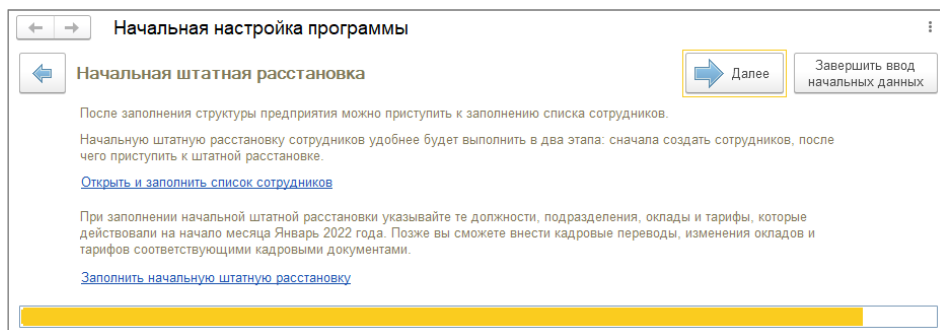 Начальная настройка программы
Начальная штатная расстановка
Далее
Завершить ввод
начальных данных
После заполнения структуры предприятия можно приступить к заполнению списка сотрудников.
Начальную штатную расстановку сотрудников удобнее будет выполнить в два этапа: сначала создать сотрудников, после
чего приступить к штатной расстановке.
Открыть и заполнить список сотрудников
При заполнении начальной штатной расстановки указывайте те должности, подразделения, оклады и тарифы, которые
действовали на начало месяца Январь 2022 года. Позже вы сможете внести кадровые переводы, изменения окладов и
тарифов соответствующими кадровыми документами.
Заполнить начальную штатную расстановку